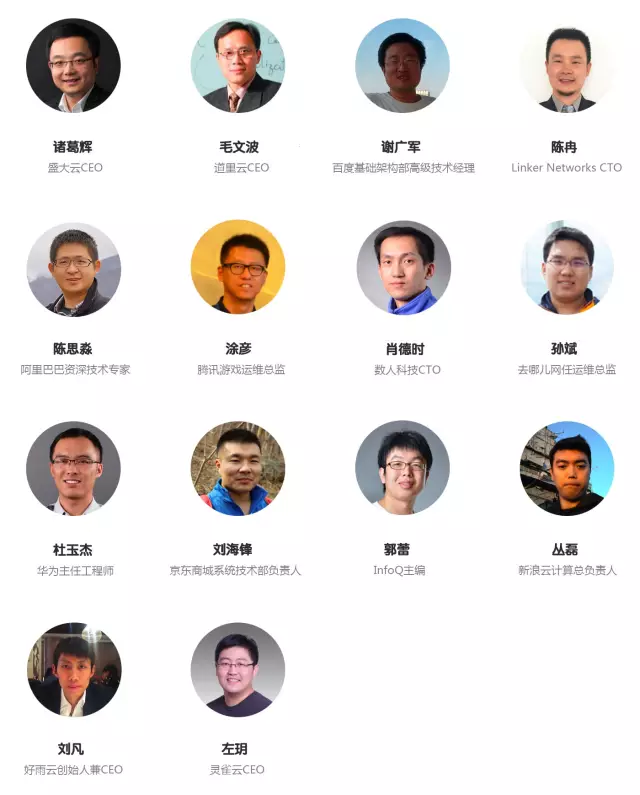 诸葛辉
盛大云CEO
毛文波
道里云CEO
谢广军
百度基础架构部高级技术经理
陈冉
Linker Networks CTO
陈思淼
阿里巴巴资深技术专家
涂彦
腾讯游戏运维总监
肖德时
数人科技CTO
孙斌
去哪儿网任运维总监
杜玉杰
华为主任工程师
刘海锋
京东商城系统技术部负责人
郭蕾
InfoQ主编
丛磊
新浪云计算总负责人
刘凡
好雨云创始人兼CEO
左玥
灵雀云CEO